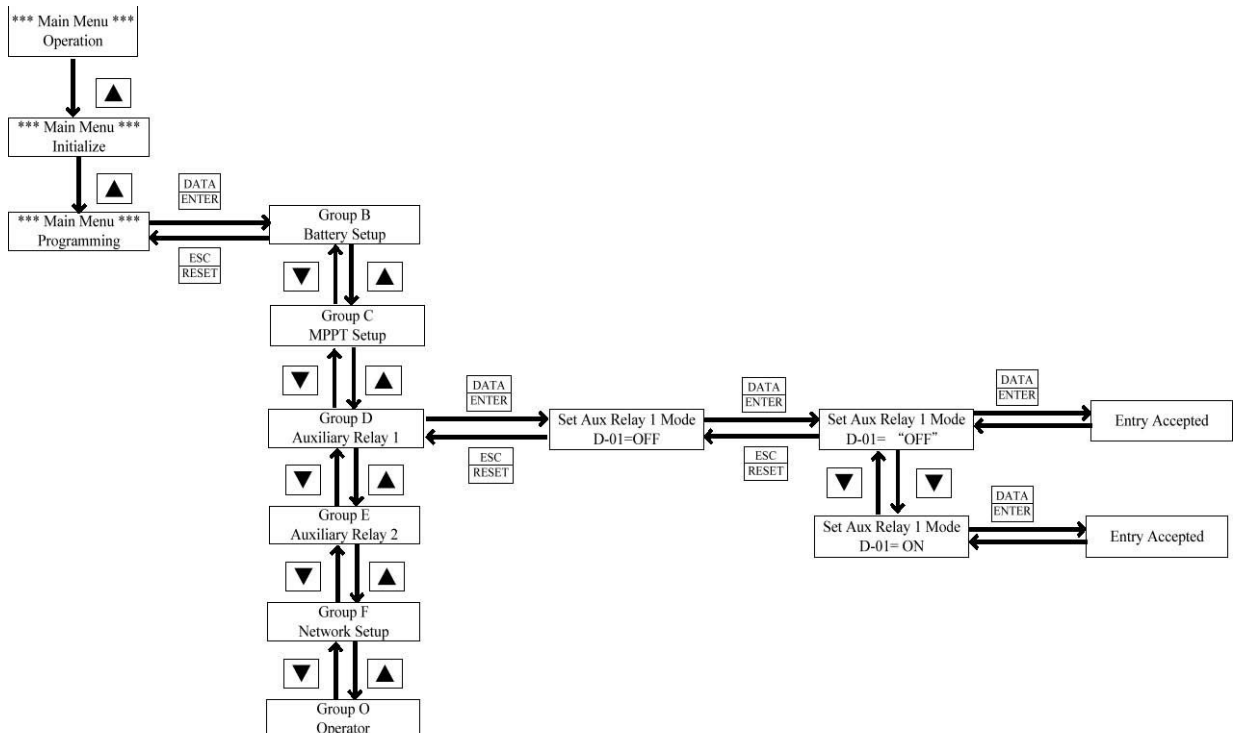 *** Main Menu ***
Operation
▲
*** Main Menu ***
Initialize
▲
*** Main Menu ***
Programming
DATA
ENTER
ESC
RESET
Group B
Battery Setup
▼ ▲
Group C
MPPT Setup
▼ ▲
Group D
Auxiliary Relay 1
DATA
ENTER
ESC
RESET
Set Aux Relay 1 Mode
D-01=OFF
DATA
ENTER
ESC
RESET
Set Aux Relay 1 Mode
D-01= “OFF”
DATA
ENTER
Entry Accepted
▼ ▼
Set Aux Relay 1 Mode
D-01= ON
DATA
ENTER
Entry Accepted
▼ ▲
Group E
Auxiliary Relay 2
▼ ▲
Group F
Network Setup
▼ ▲
Group O
Operator